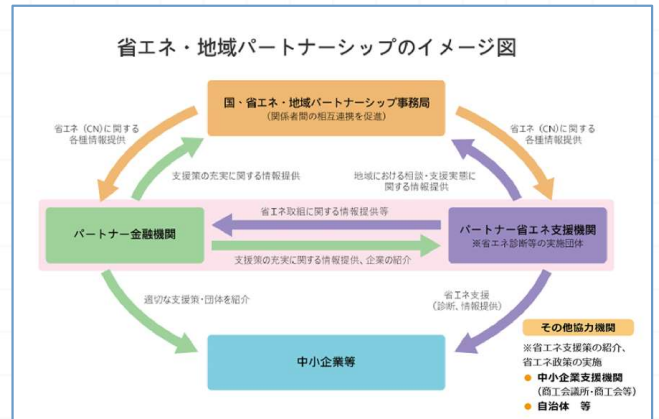 省エネ・地域パートナーシップのイメージ図
国・省エネ・地域パートナーシップ事務局
（関係者間の相互連携を促進）
省エネ（CN）に関する
各種情報提供
省エネ（CN）に関する
各種情報提供
支援策の充実に関する情報提供
地域における相談・支援実態に
関する情報提供
パートナー金融機関
省エネ取組に関する情報提供等
パートナー省エネ支援機関
※省エネ診断等の実施団体
支援策の充実に関する情報提供、企業の紹介
適切な支援策・団体を紹介
省エネ支援
（診断、情報提供）
中小企業等
その他協力機関
※省エネ支援策の紹介、
省エネ政策の実施
● 中小企業支援機関
（商工会議所・商工会等）
● 自治体　等